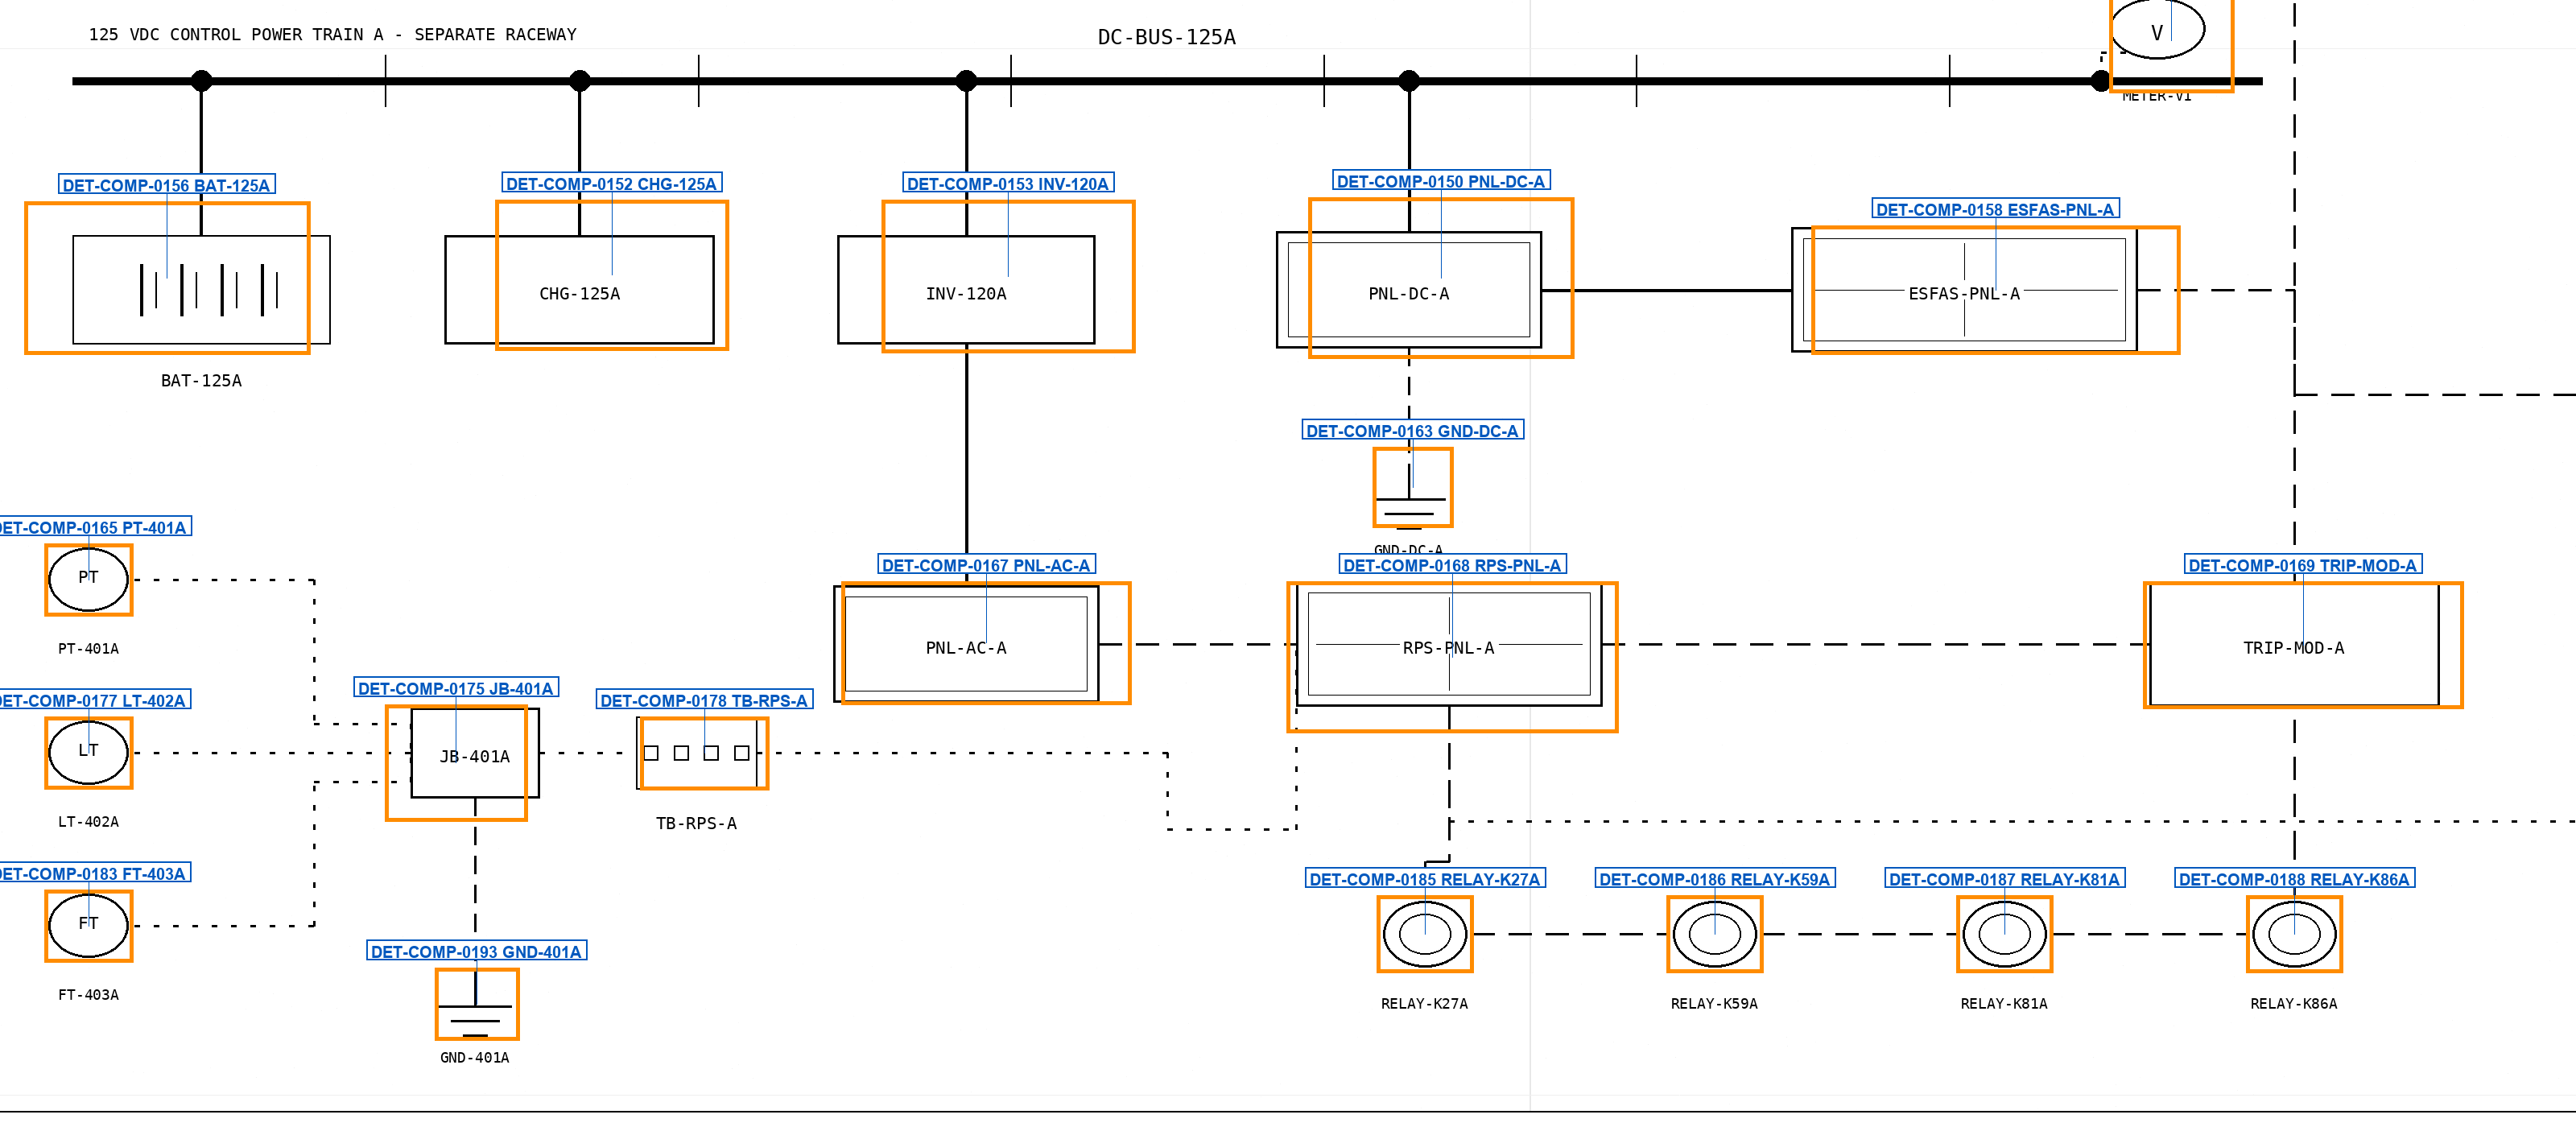 125 VDC CONTROL POWER TRAIN A - SEPARATE RACEWAY
DC-BUS-125A
V
METER-V1
DET-COMP-0156 BAT-125A
DET-COMP-0152 CHG-125A
DET-COMP-0153 INV-120A
DET-COMP-0150 PNL-DC-A
DET-COMP-0158 ESFAS-PNL-A
CHG-125A
INV-120A
PNL-DC-A
ESFAS-PNL-A
BAT-125A
DET-COMP-0163 GND-DC-A
GND-DC-A
DET-COMP-0165 PT-401A
DET-COMP-0167 PNL-AC-A
DET-COMP-0168 RPS-PNL-A
DET-COMP-0169 TRIP-MOD-A
PT
PT-401A
PNL-AC-A
RPS-PNL-A
TRIP-MOD-A
DET-COMP-0177 LT-402A
DET-COMP-0175 JB-401A
DET-COMP-0178 TB-RPS-A
LT
JB-401A
LT-402A
TB-RPS-A
DET-COMP-0183 FT-403A
DET-COMP-0185 RELAY-K27A
DET-COMP-0186 RELAY-K59A
DET-COMP-0187 RELAY-K81A
DET-COMP-0188 RELAY-K86A
FT
FT-403A
DET-COMP-0193 GND-401A
RELAY-K27A
RELAY-K59A
RELAY-K81A
RELAY-K86A
GND-401A